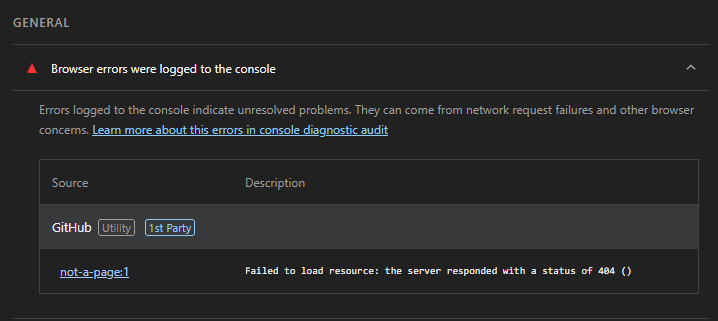 GENERAL
Browser errors were logged to the console
Errors logged to the console indicate unresolved problems. They can come from network request failures and other browser
concerns. Learn more about this errors in console diagnostic audit
Source Description
GitHub Utility 1st Party
not-a-page:1 Failed to load resource: the server responded with a status of 404 ()